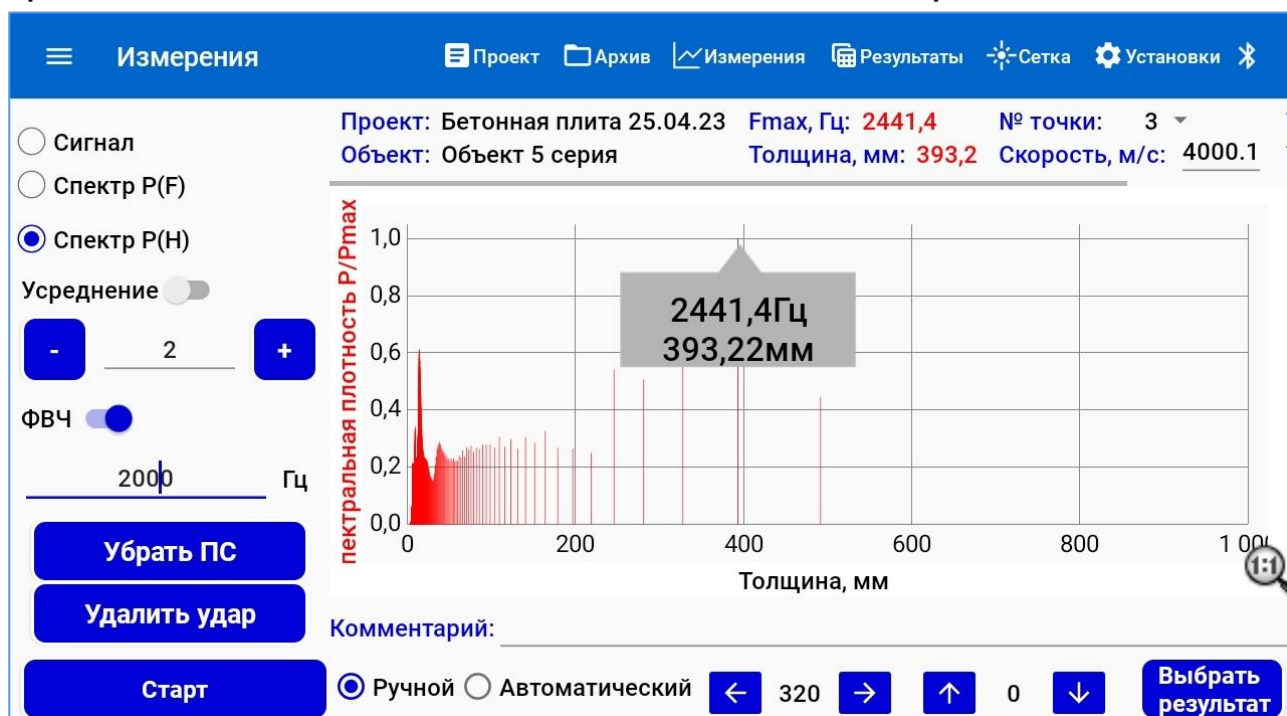 Измерения
Проект Архив Измерения Результаты Сетка Установки
Сигнал
Спектр P(F)
Спектр P(H)
Усреднение
- 2 +
ФВЧ
2000 Гц
Убрать ПС
Удалить удар
Старт
Проект: Бетонная плита 25.04.23 Fmax, Гц: 2441,4 № точки: 3
Объект: Объект 5 серия Толщина, мм: 393,2 Скорость, м/с: 4000.1
пектральная плотность P/Pmax
1,0
0,8
0,6
0,4
0,2
0,0
2441,4Гц
393,22мм
0 200 400 600 800 1 00
1:1
Толщина, мм
Комментарий:
Ручной Автоматический 320 0
Выбрать
результат